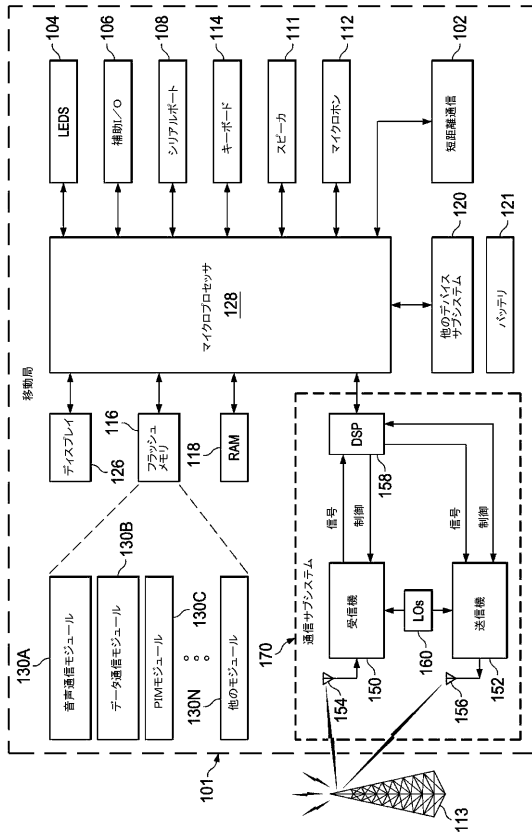 移動局
101
130A
音声通信モジュール
データ通信モジュール
130B
PIMモジュール
130C
130N
他のモジュール
ディスプレイ
126
116
フラッシュ
メモリ
118
RAM
マイクロプロセッサ
128
LEDS
104
補助I/O
106
シリアルポート
108
キーボード
114
スピーカ
111
マイクロホン
112
短距離通信
102
他のデバイス
サブシステム
120
バッテリ
121
170
通信サブシステム
DSP
158
信号
制御
信号
制御
受信機
150
LOs
160
送信機
152
154
156
113